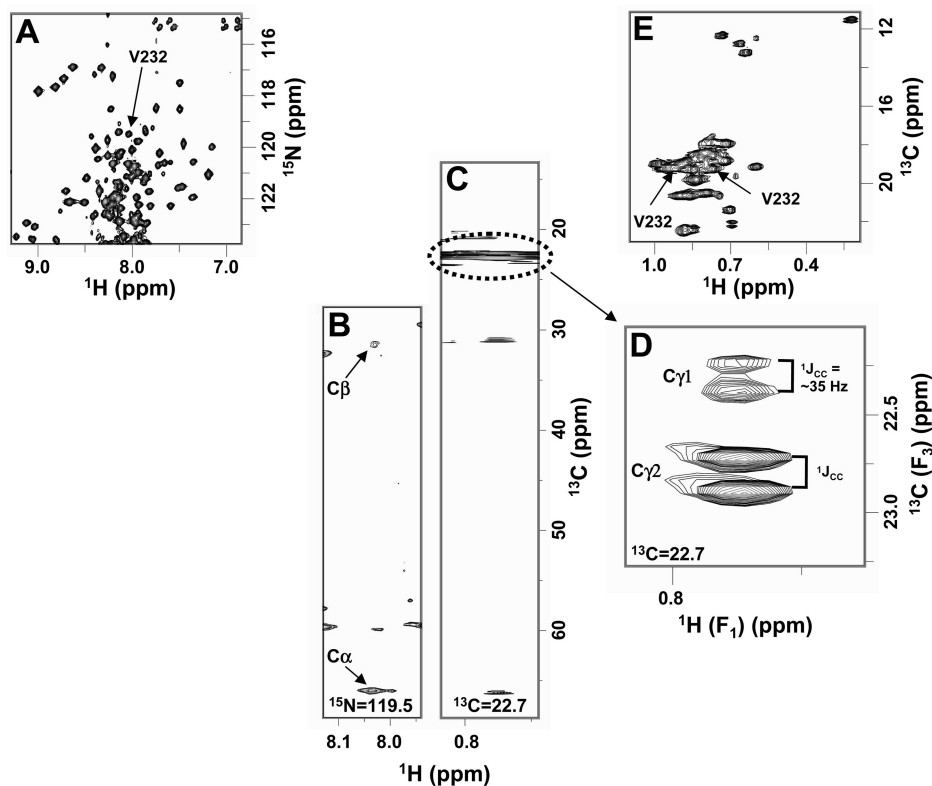 A
V232
116
118
120
122
¹⁵N (ppm)
9.0 8.0 7.0
¹H (ppm)
E
V232 V232
12
16
20
¹³C (ppm)
1.0 0.7 0.4
¹H (ppm)
C
20
30
40
50
60
¹³C (ppm)
¹³C=22.7
0.8
B
Cβ
Cα
¹⁵N=119.5
8.1 8.0
¹H (ppm)
D
Cγ1
¹J_CC =
~35 Hz
Cγ2
¹J_CC
¹³C=22.7
22.5
23.0
¹³C (F₃) (ppm)
0.8
¹H (F₁) (ppm)